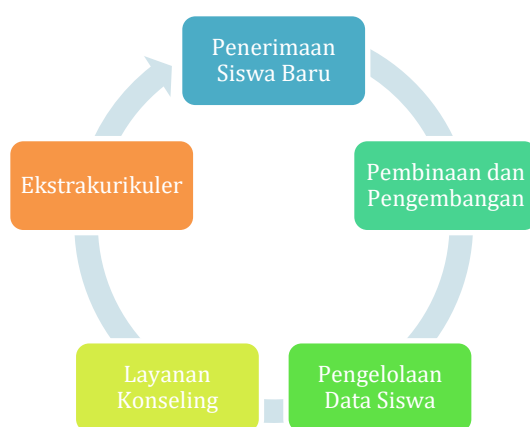 Penerimaan
Siswa Baru
Pembinaan dan
Pengembangan
Pengelolaan
Data Siswa
Layanan
Konseling
Ekstrakurikuler